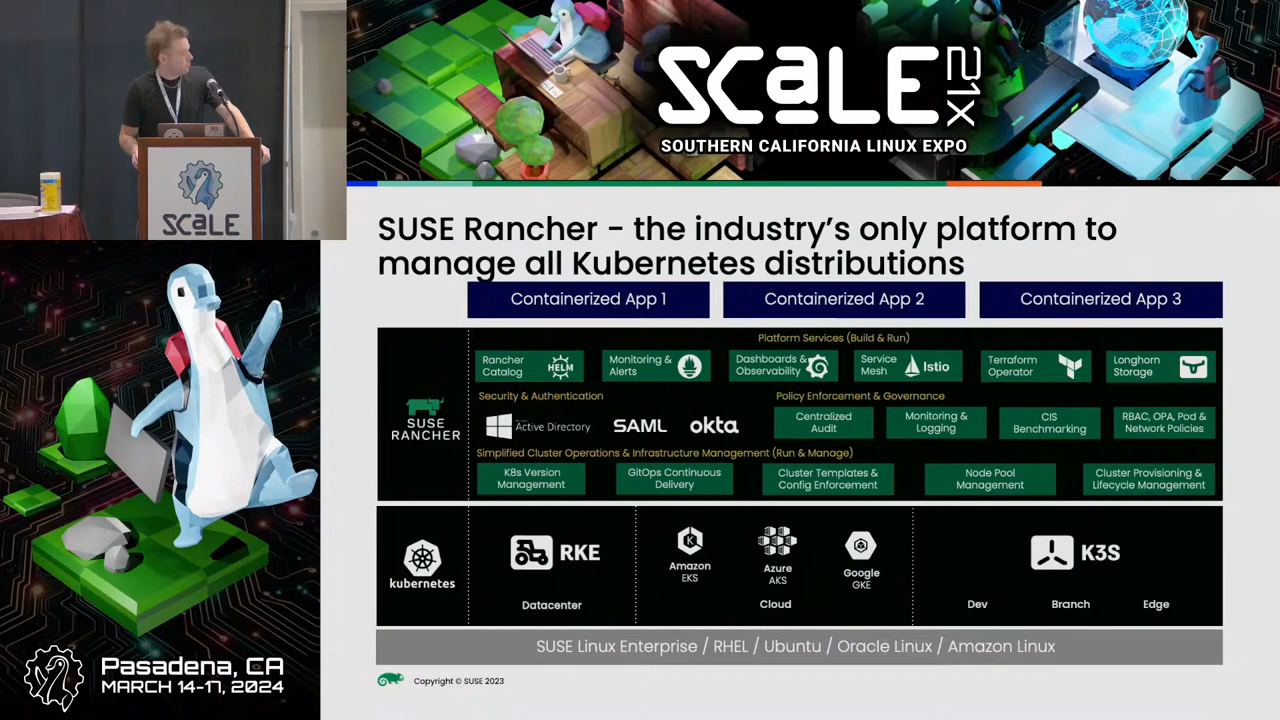 SCALE 21X
SOUTHERN CALIFORNIA LINUX EXPO
SCALE
SUSE Rancher - the industry's only platform to
manage all Kubernetes distributions
Containerized App 1
Containerized App 2
Containerized App 3
Platform Services (Build & Run)
Rancher
Catalog
HELM
Monitoring &
Alerts
Dashboards &
Observability
Service
Mesh
Istio
Terraform
Operator
Longhorn
Storage
SUSE
RANCHER
Security & Authentication
Active Directory
SAML
okta
Policy Enforcement & Governance
Centralized
Audit
Monitoring &
Logging
CIS
Benchmarking
RBAC, OPA, Pod &
Network Policies
Simplified Cluster Operations & Infrastructure Management (Run & Manage)
K8s Version
Management
GitOps Continuous
Delivery
Cluster Templates &
Config Enforcement
Node Pool
Management
Cluster Provisioning &
Lifecycle Management
kubernetes
RKE
Datacenter
Amazon
EKS
Azure
AKS
Google
GKE
Cloud
K3S
Dev
Branch
Edge
SUSE Linux Enterprise / RHEL / Ubuntu / Oracle Linux / Amazon Linux
Copyright © SUSE 2023
Pasadena, CA
MARCH 14-17, 2024